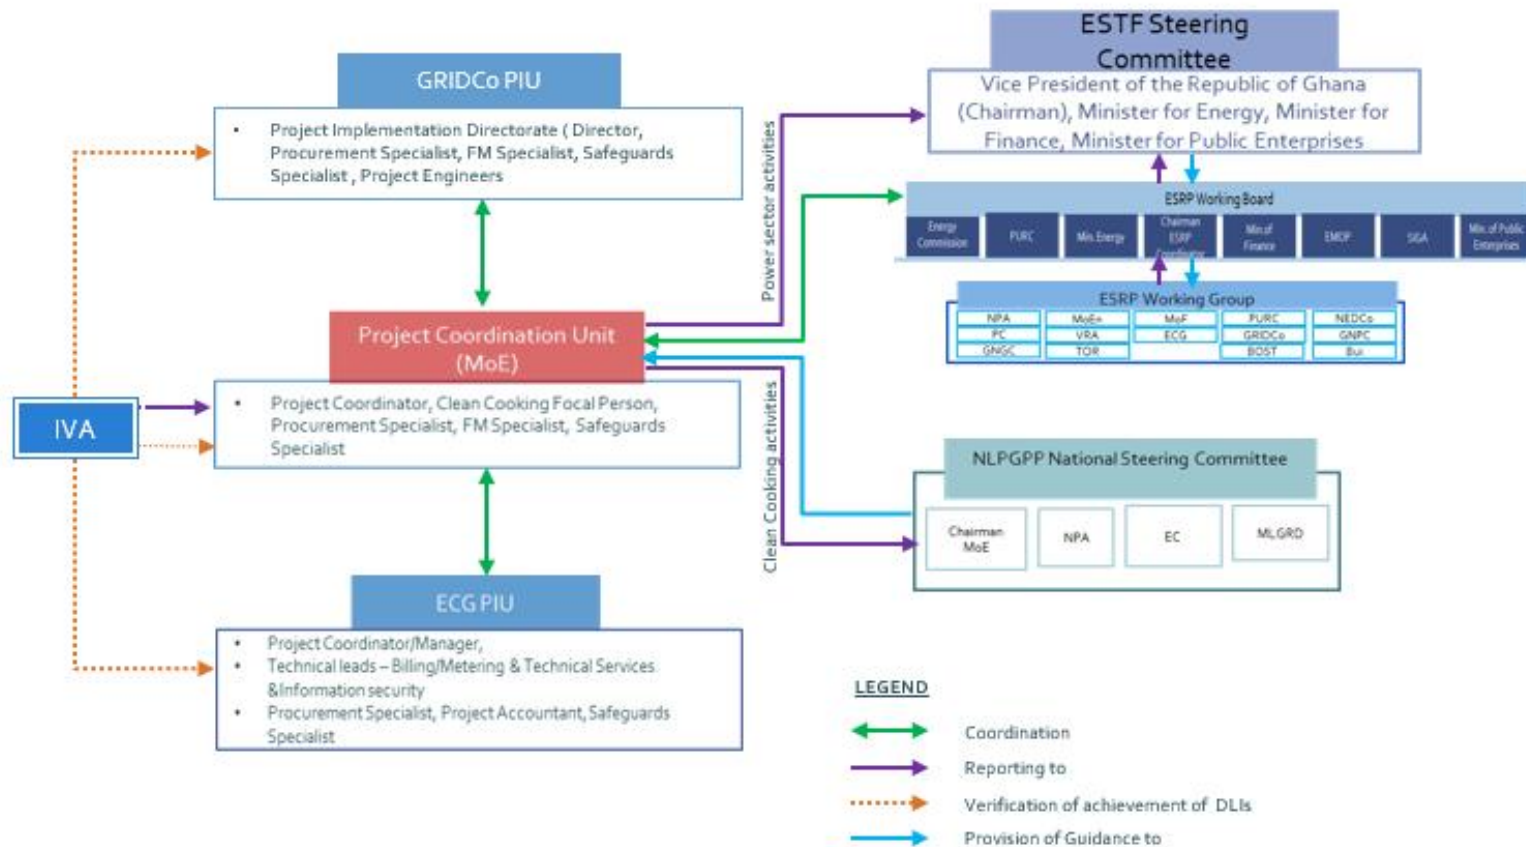 GRIDCo PIU
• Project Implementation Directorate ( Director,
Procurement Specialist, FM Specialist, Safeguards
Specialist , Project Engineers
Project Coordination Unit
(MoE)
• Project Coordinator, Clean Cooking Focal Person,
Procurement Specialist, FM Specialist, Safeguards
Specialist
IVA
ECG PIU
• Project Coordinator/Manager,
• Technical leads – Billing/Metering & Technical Services
&Information security
• Procurement Specialist, Project Accountant, Safeguards
Specialist
Power sector activities
Clean Cooking activities
ESTF Steering
Committee
Vice President of the Republic of Ghana
(Chairman), Minister for Energy, Minister for
Finance, Minister for Public Enterprises
ESRP Working Board
Energy
Commission
PURC
Min. Energy
Chairman
ESRP
Coordinator
Min of
Finance
EMOP
SIGA
Min. of Public
Enterprises
ESRP Working Group
NPA MoEn MoF PURC NEDCo
PC VRA ECG GRIDCo GNPC
GNGC TOR BOST Bui
NLPGPP National Steering Committee
Chairman
MoE
NPA
EC
MLGRD
LEGEND
Coordination
Reporting to
Verification of achievement of DLIs
Provision of Guidance to